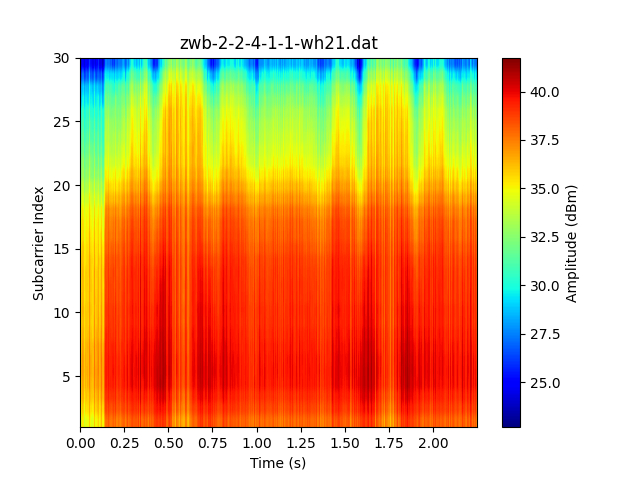 zwb-2-2-4-1-1-wh21.dat
30
25
20
15
10
5
Subcarrier Index
0.00 0.25 0.50 0.75 1.00 1.25 1.50 1.75 2.00
Time (s)
40.0
37.5
35.0
32.5
30.0
27.5
25.0
Amplitude (dBm)